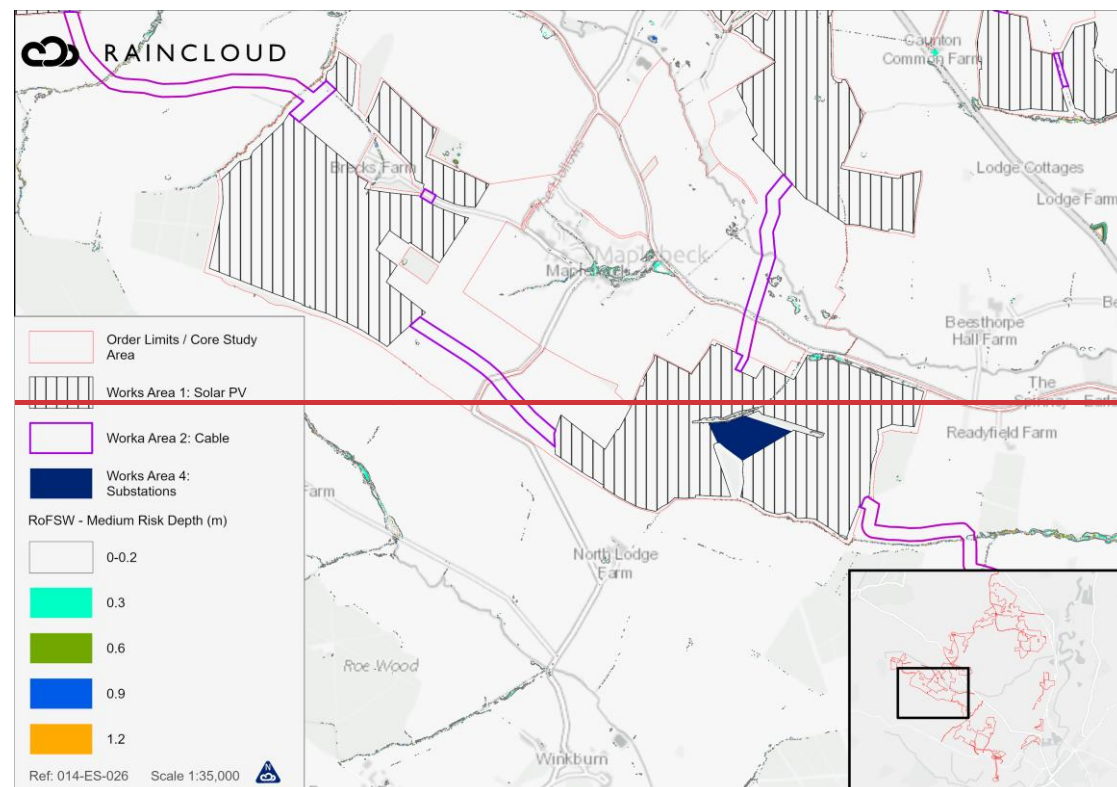 RAINCLOUD
Caunton
Common Farm
Brecks Farm
Lodge Cottages
Lodge Farm
Maplebeck
Beesthorpe
Hall Farm
The
Readyfield Farm
Farm
North Lodge
Farm
Roe Wood
Winkburn
Order Limits / Core Study
Area
Works Area 1: Solar PV
Worka Area 2: Cable
Works Area 4:
Substations
RoFSW - Medium Risk Depth (m)
0-0.2
0.3
0.6
0.9
1.2
Ref: 014-ES-026 Scale 1:35,000
N